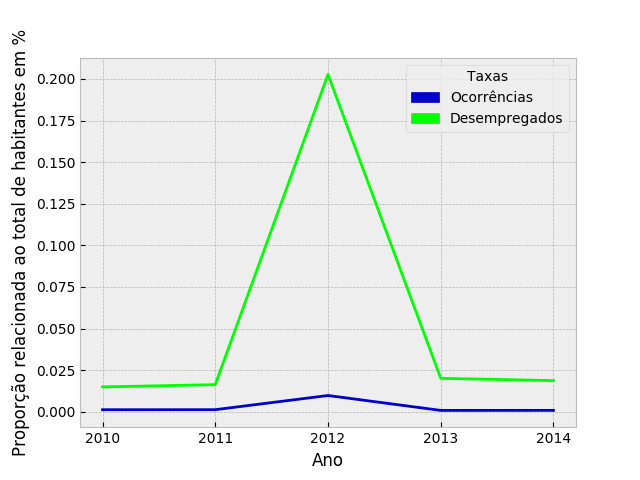 Proporção relacionada ao total de habitantes em %
0.200
0.175
0.150
0.125
0.100
0.075
0.050
0.025
0.000
Taxas
Ocorrências
Desempregados
2010 2011 2012 2013 2014
Ano